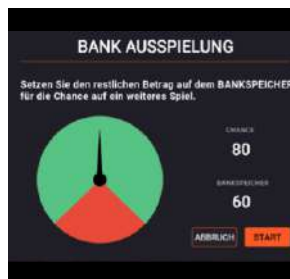 BANK AUSSPIELUNG
Setzen Sie den restlichen Betrag auf dem BANKSPEICHER
für die Chance auf ein weiteres Spiel.
CHANCE
80
BANKSPEICHER
60
ABBRUCH START